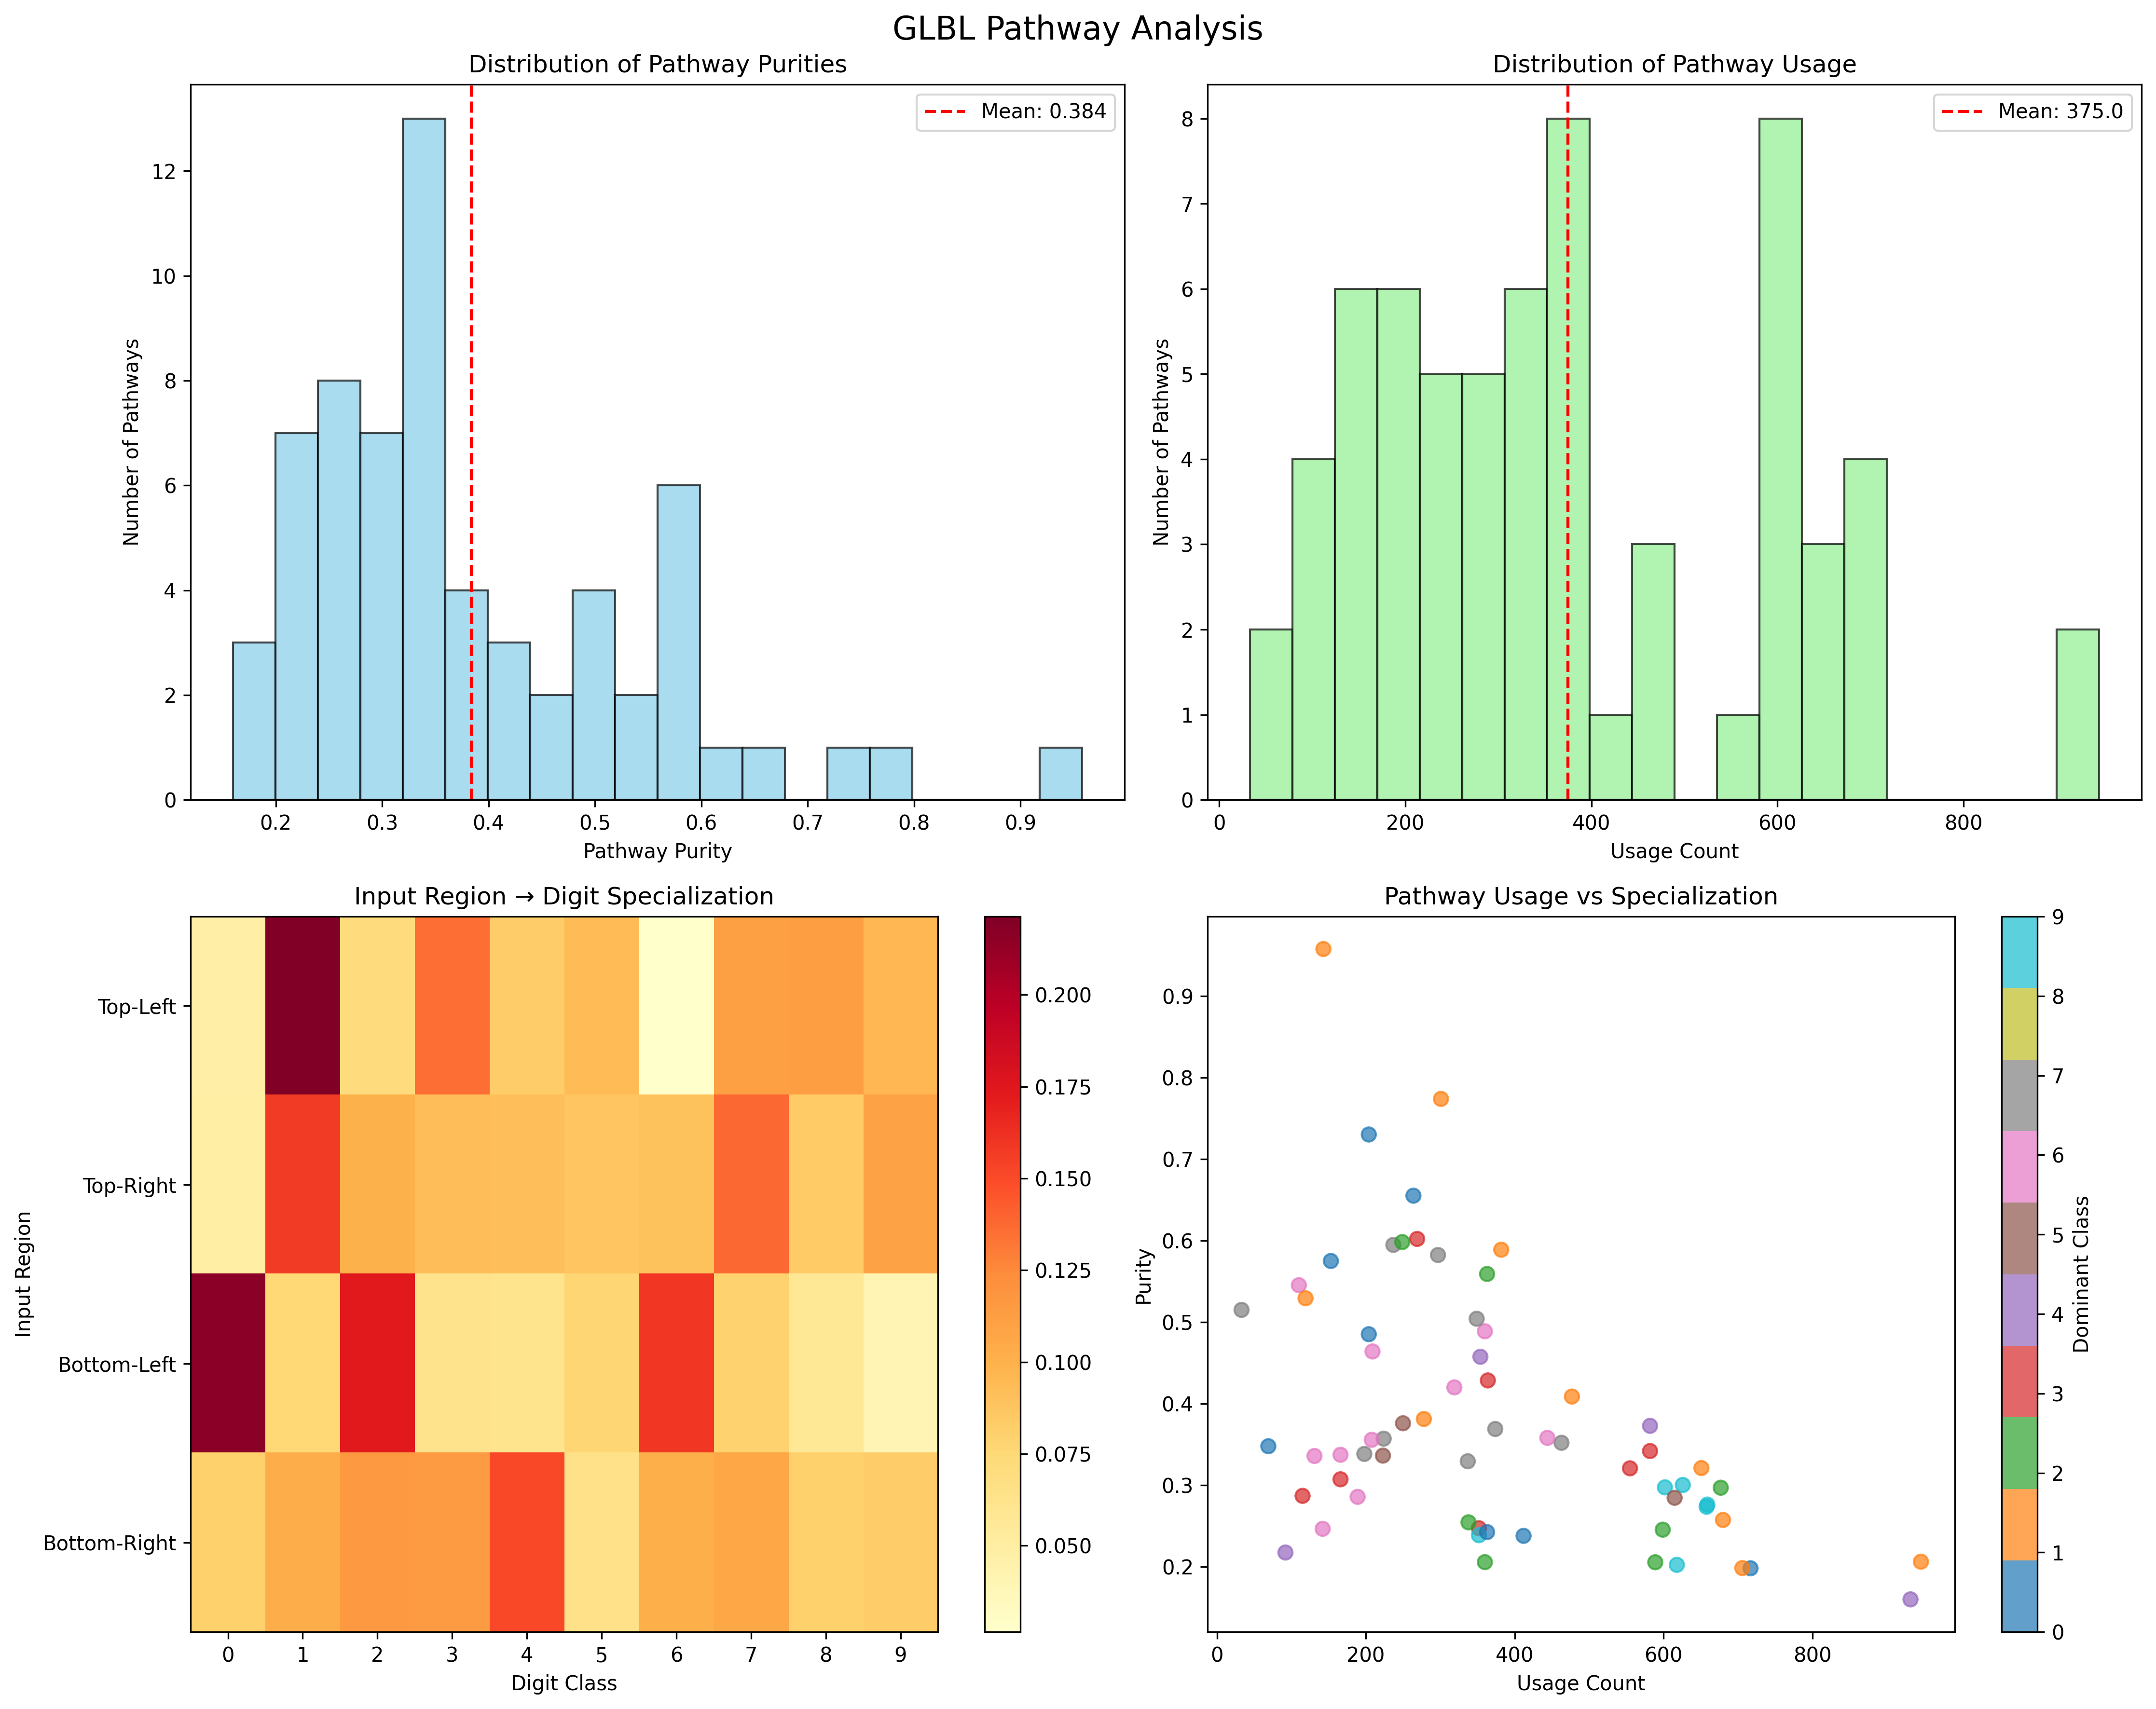 GLBL Pathway Analysis
Distribution of Pathway Purities
Mean: 0.384
Number of Pathways
12
10
8
6
4
2
0
0.2 0.3 0.4 0.5 0.6 0.7 0.8 0.9
Pathway Purity
Distribution of Pathway Usage
Mean: 375.0
Number of Pathways
8
7
6
5
4
3
2
1
0
0 200 400 600 800
Usage Count
Input Region → Digit Specialization
Input Region
Top-Left
Top-Right
Bottom-Left
Bottom-Right
0 1 2 3 4 5 6 7 8 9
Digit Class
0.200
0.175
0.150
0.125
0.100
0.075
0.050
Pathway Usage vs Specialization
Purity
0.9
0.8
0.7
0.6
0.5
0.4
0.3
0.2
0 200 400 600 800
Usage Count
9
8
7
6
5
4
3
2
1
0
Dominant Class